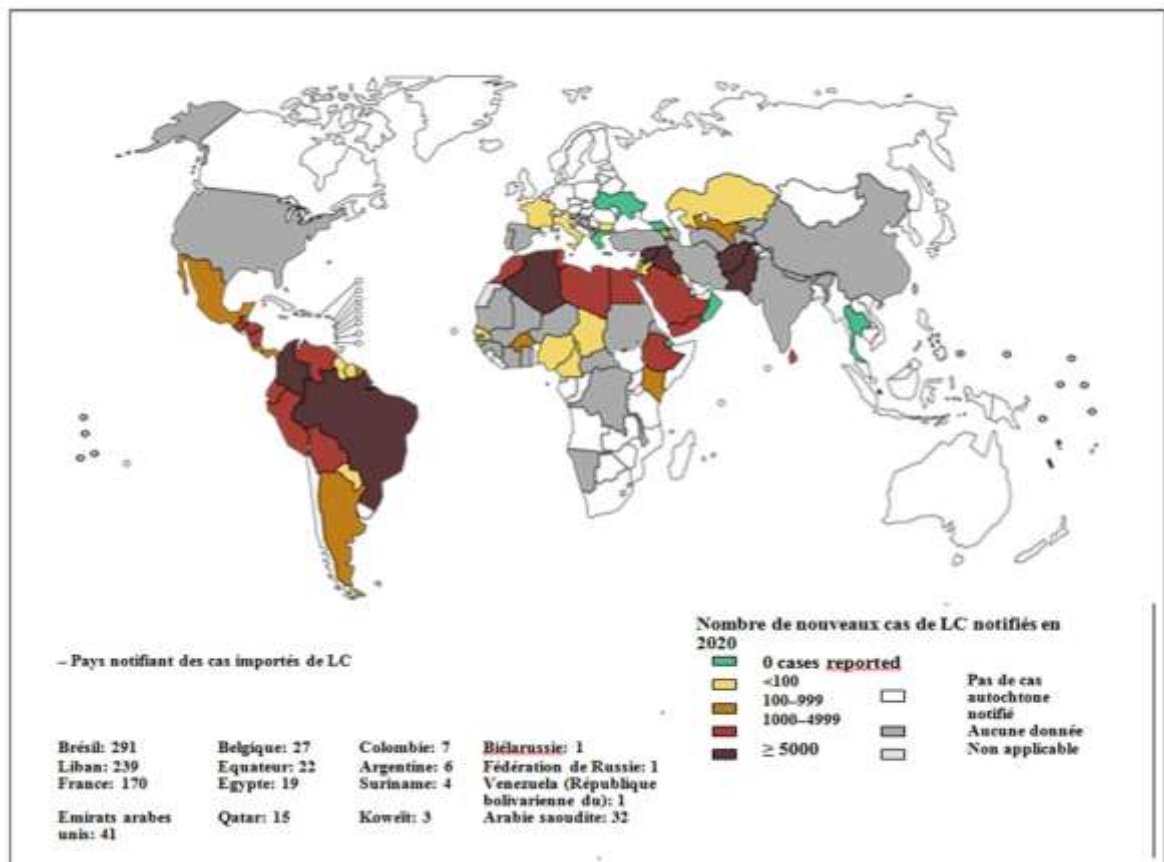 Nombre de nouveaux cas de LC notifiés en
2020
0 cases reported
<100
100–999
1000–4999
≥ 5000
Pas de cas
autochtone
notifié
Aucune donnée
Non applicable
– Pays notifiant des cas importés de LC
Brésil: 291
Liban: 239
France: 170
Emirats arabes
unis: 41
Belgique: 27
Equateur: 22
Egypte: 19
Qatar: 15
Colombie: 7
Argentine: 6
Suriname: 4
Koweït: 3
Biélarussie: 1
Fédération de Russie: 1
Venezuela (République
bolivarienne du): 1
Arabie saoudite: 32